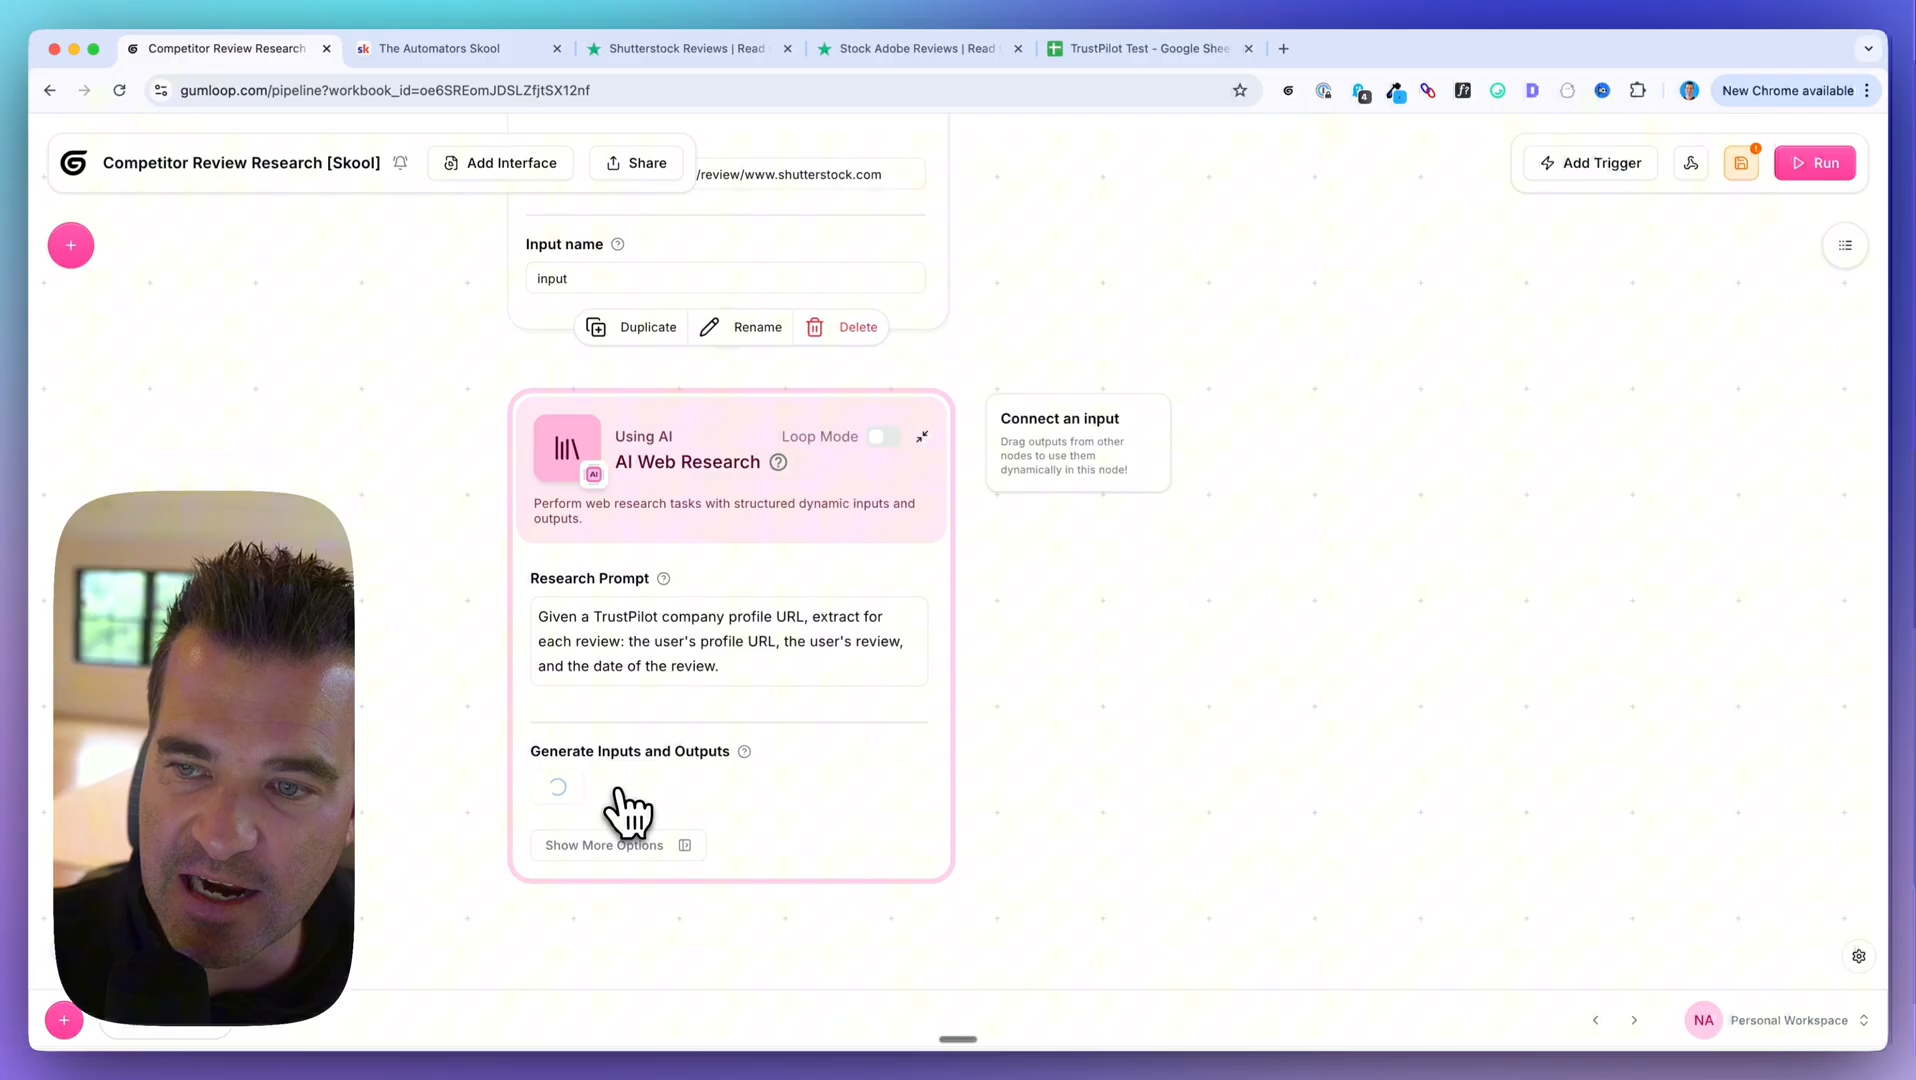 Competitor Review Research
sk The Automators Skool
Shutterstock Reviews | Read
Stock Adobe Reviews | Read
TrustPilot Test - Google Shee
gumloop.com/pipeline?workbook_id=oe6SREomJDSLZfjtSX12nf
4
f?
D
New Chrome available
Competitor Review Research [Skool]
Add Interface
Share
/review/www.shutterstock.com
Add Trigger
!
Run
Input name
input
Duplicate
Rename
Delete
Using AI
Loop Mode
AI
AI Web Research
Perform web research tasks with structured dynamic inputs and
outputs.
Connect an input
Drag outputs from other
nodes to use them
dynamically in this node!
Research Prompt
Given a TrustPilot company profile URL, extract for
each review: the user's profile URL, the user's review,
and the date of the review.
Generate Inputs and Outputs
Show More Options
NA Personal Workspace